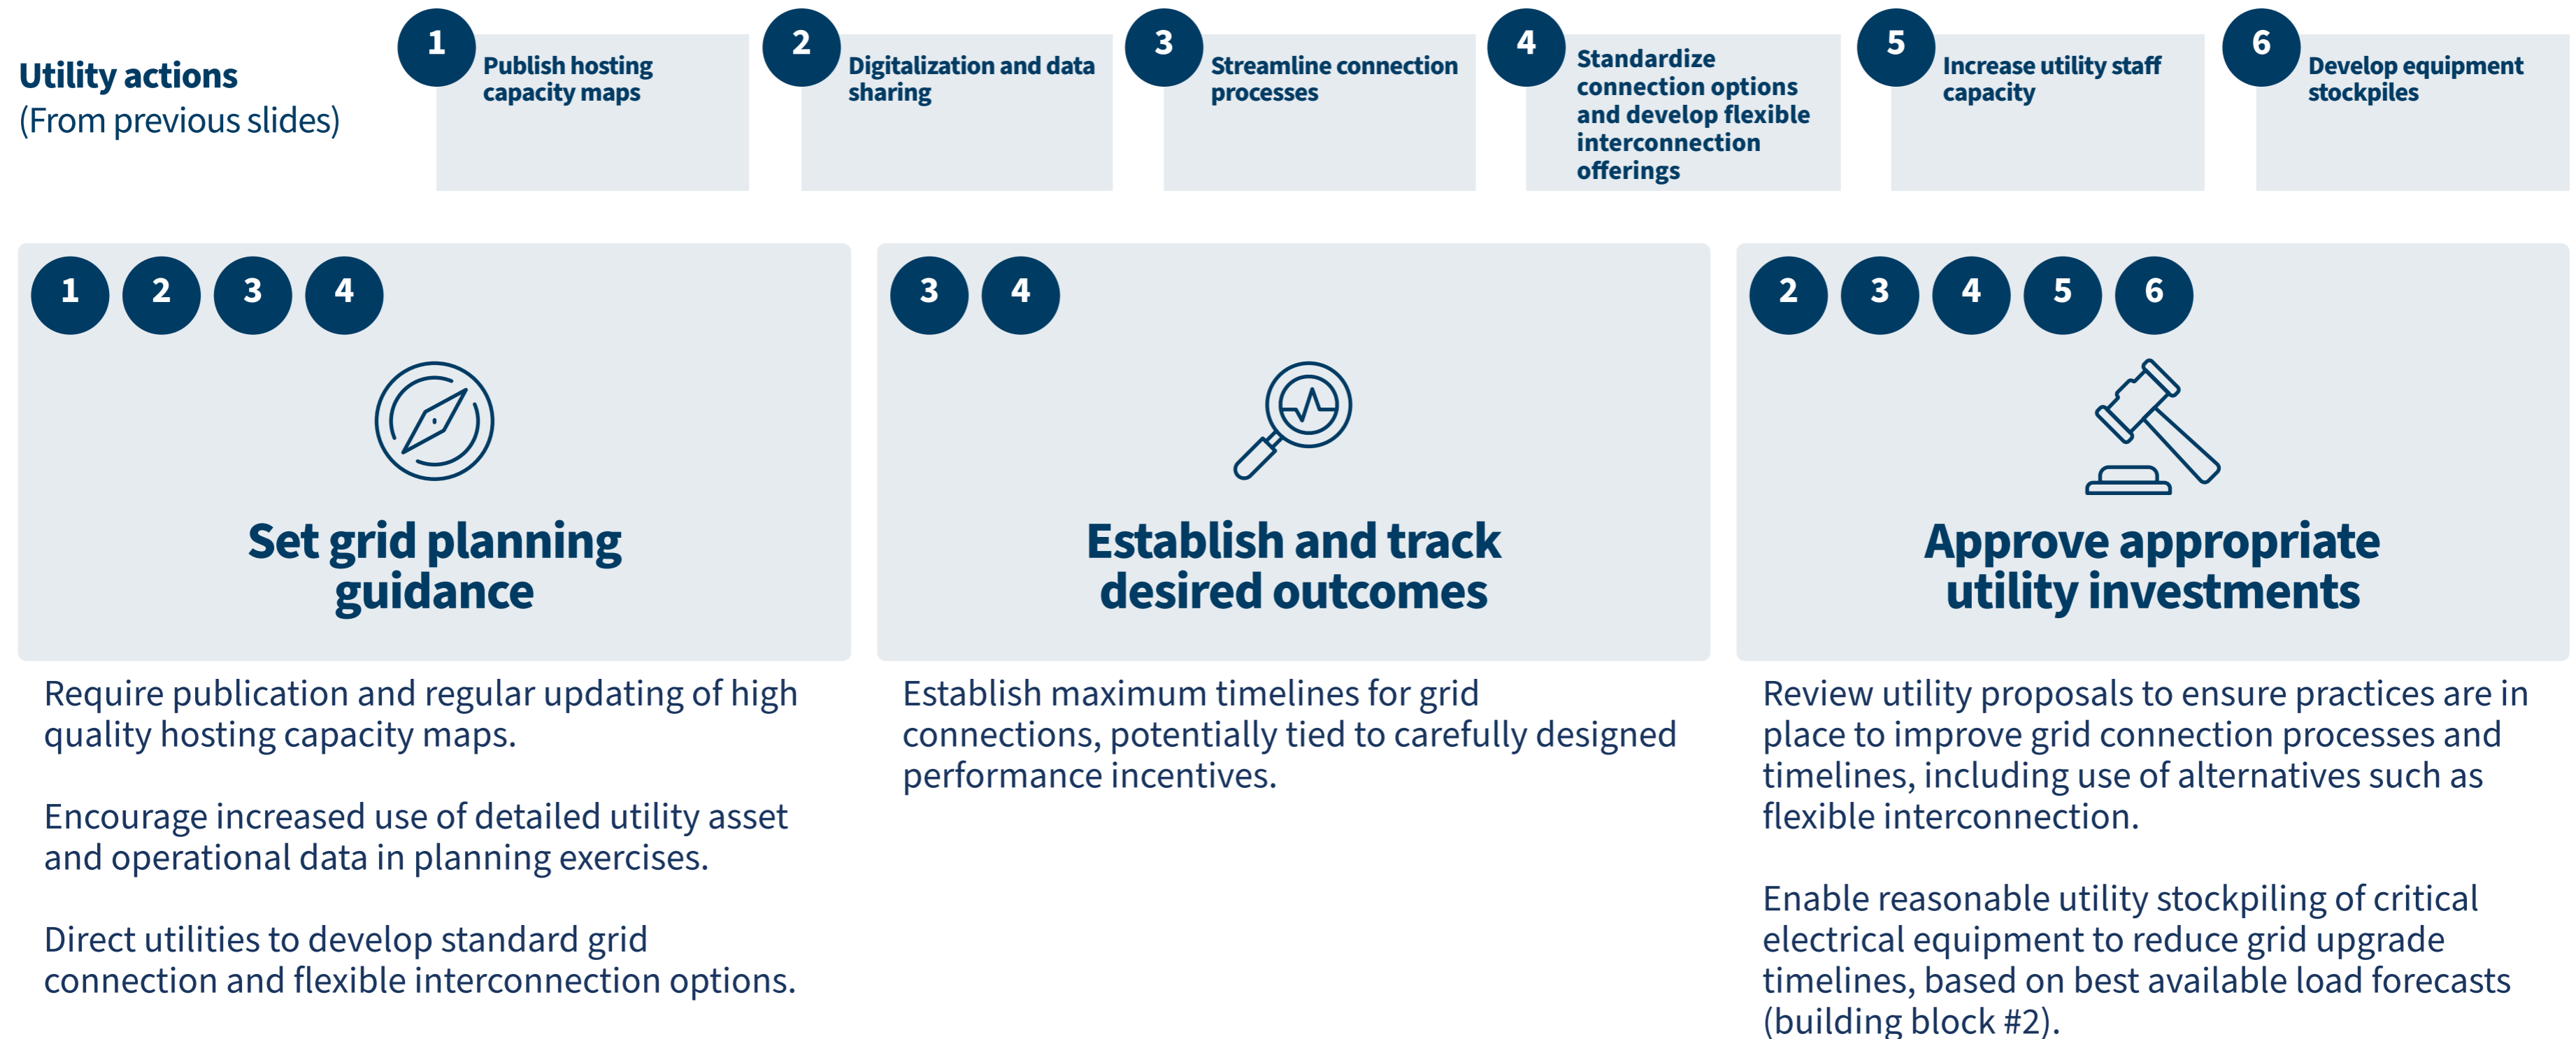 Utility actions
(From previous slides)
1
Publish hosting
capacity maps
2
Digitalization and data
sharing
3
Streamline connection
processes
4
Standardize
connection options
and develop flexible
interconnection
offerings
5
Increase utility staff
capacity
6
Develop equipment
stockpiles
1 2 3 4
Set grid planning
guidance
Require publication and regular updating of high
quality hosting capacity maps.
Encourage increased use of detailed utility asset
and operational data in planning exercises.
Direct utilities to develop standard grid
connection and flexible interconnection options.
3 4
Establish and track
desired outcomes
Establish maximum timelines for grid
connections, potentially tied to carefully designed
performance incentives.
2 3 4 5 6
Approve appropriate
utility investments
Review utility proposals to ensure practices are in
place to improve grid connection processes and
timelines, including use of alternatives such as
flexible interconnection.
Enable reasonable utility stockpiling of critical
electrical equipment to reduce grid upgrade
timelines, based on best available load forecasts
(building block #2).